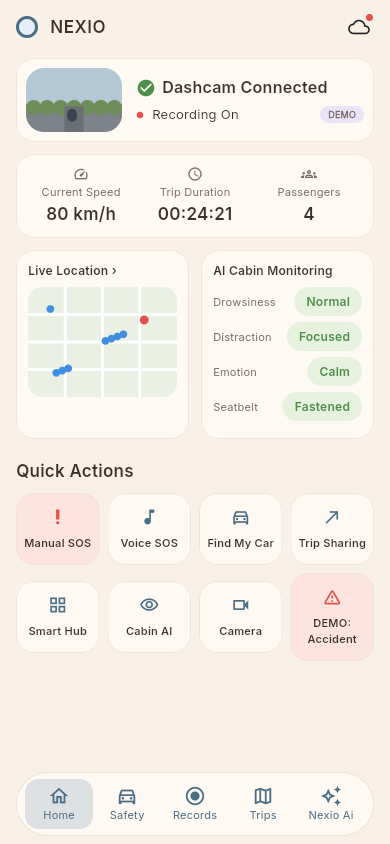 NEXIO
Dashcam Connected
Recording On
DEMO
Current Speed
80 km/h
Trip Duration
00:24:21
Passengers
4
Live Location ›
AI Cabin Monitoring
Drowsiness
Normal
Distraction
Focused
Emotion
Calm
Seatbelt
Fastened
Quick Actions
Manual SOS
Voice SOS
Find My Car
Trip Sharing
Smart Hub
Cabin AI
Camera
DEMO:
Accident
Home
Safety
Records
Trips
Nexio Ai